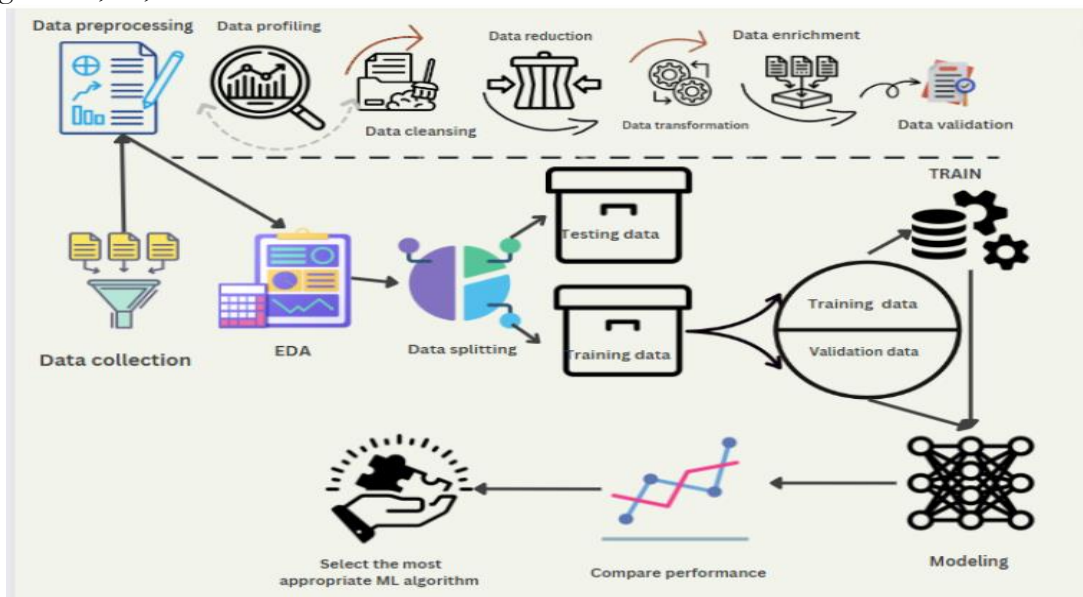 Data preprocessing
Data profiling
Data cleansing
Data reduction
Data transformation
Data enrichment
Data validation
TRAIN
Testing data
Training data
Training data
Validation data
Data collection
EDA
Data splitting
Select the most
appropriate ML algorithm
Compare performance
Modeling